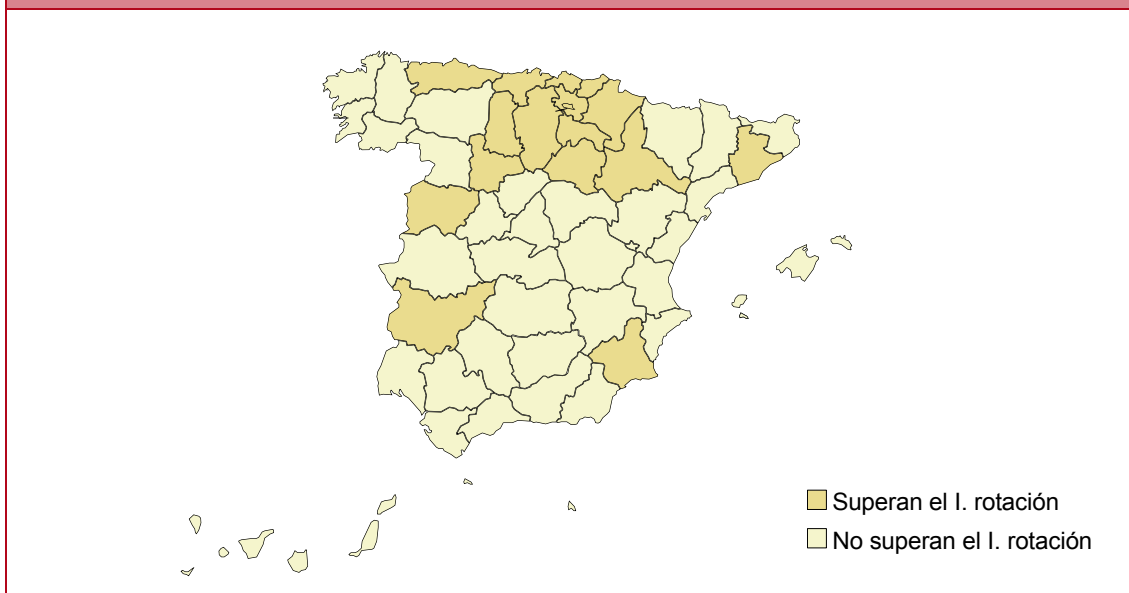 Superan el I. rotación
No superan el I. rotación